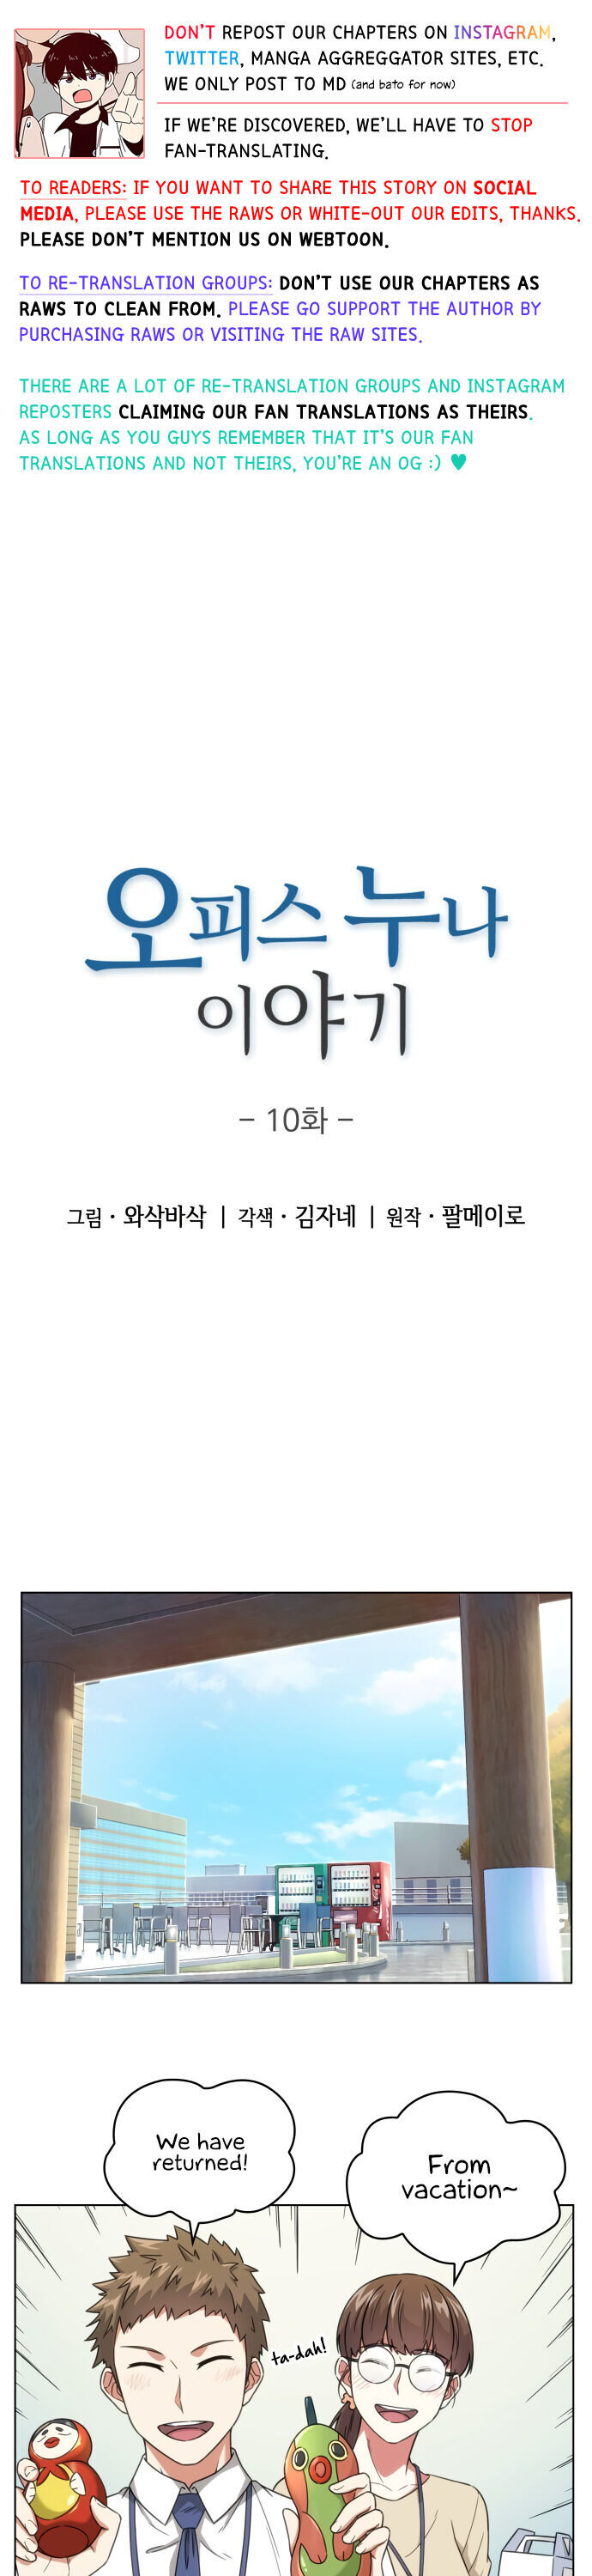 DON'T REPOST OUR CHAPTERS ON INSTAGRAM,
TWITTER, MANGA AGGREGGATOR SITES, ETC.
WE ONLY POST TO MD (and bato for now)
IF WE'RE DISCOVERED, WE'LL HAVE TO STOP
FAN-TRANSLATING.
TO READERS: IF YOU WANT TO SHARE THIS STORY ON SOCIAL
MEDIA, PLEASE USE THE RAWS OR WHITE-OUT OUR EDITS, THANKS.
PLEASE DON'T MENTION US ON WEBTOON.
TO RE-TRANSLATION GROUPS: DON'T USE OUR CHAPTERS AS
RAWS TO CLEAN FROM. PLEASE GO SUPPORT THE AUTHOR BY
PURCHASING RAWS OR VISITING THE RAW SITES.
THERE ARE A LOT OF RE-TRANSLATION GROUPS AND INSTAGRAM
REPOSTERS CLAIMING OUR FAN TRANSLATIONS AS THEIRS.
AS LONG AS YOU GUYS REMEMBER THAT IT'S OUR FAN
TRANSLATIONS AND NOT THEIRS, YOU'RE AN OG :) ♥
오피스 누나
이야기
- 10화 -
그림 · 와삭바삭 | 각색 · 김자네 | 원작 · 팔메이로
We have
returned!
From
vacation~
ta-dah!